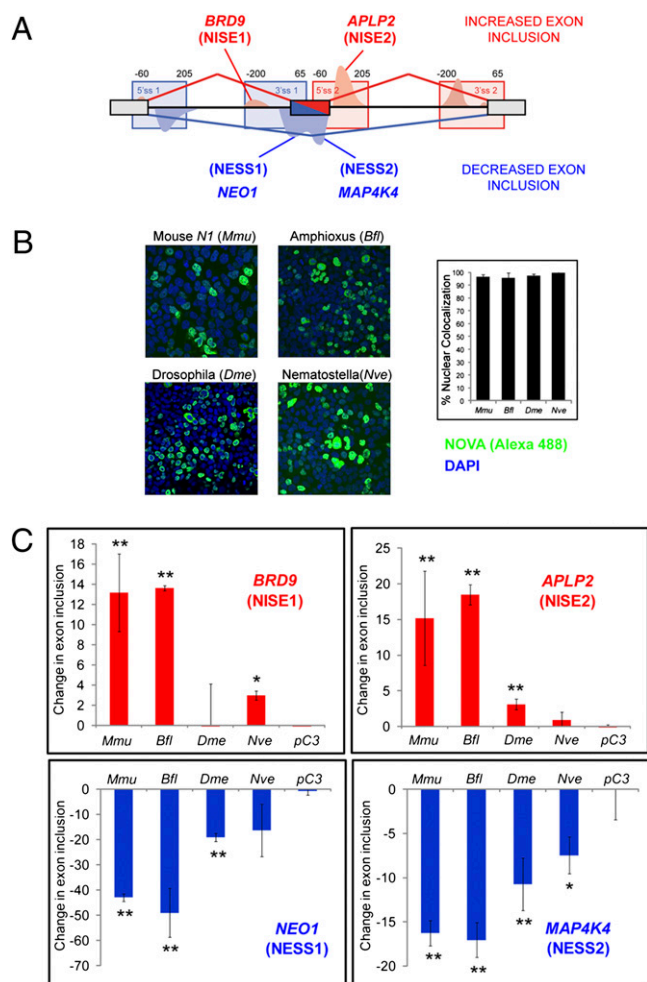 A
BRD9
(NISE1)
APLP2
(NISE2)
INCREASED EXON
INCLUSION
-60 205 -200 65 -60 205 -200 65
5'ss 1 3'ss 1 5'ss 2 3'ss 2
(NESS1) (NESS2)
NEO1 MAP4K4
DECREASED EXON
INCLUSION
B
Mouse N1 (Mmu) Amphioxus (Bfl)
Drosophila (Dme) Nematostella(Nve)
% Nuclear Colocalization
100
90
80
70
60
50
40
30
20
10
0
Mmu Bfl Dme Nve
NOVA (Alexa 488)
DAPI
C
Change in exon inclusion
18
16
14
12
10
8
6
4
2
0
** ** *
BRD9
(NISE1)
Mmu Bfl Dme Nve pC3
Change in exon inclusion
25
20
15
10
5
0
** ** **
APLP2
(NISE2)
Mmu Bfl Dme Nve pC3
Mmu Bfl Dme Nve pC3
Change in exon inclusion
0
-10
-20
-30
-40
-50
-60
-70
** ** **
NEO1
(NESS1)
Mmu Bfl Dme Nve pC3
Change in exon inclusion
0
-5
-10
-15
-20
** ** ** *
MAP4K4
(NESS2)